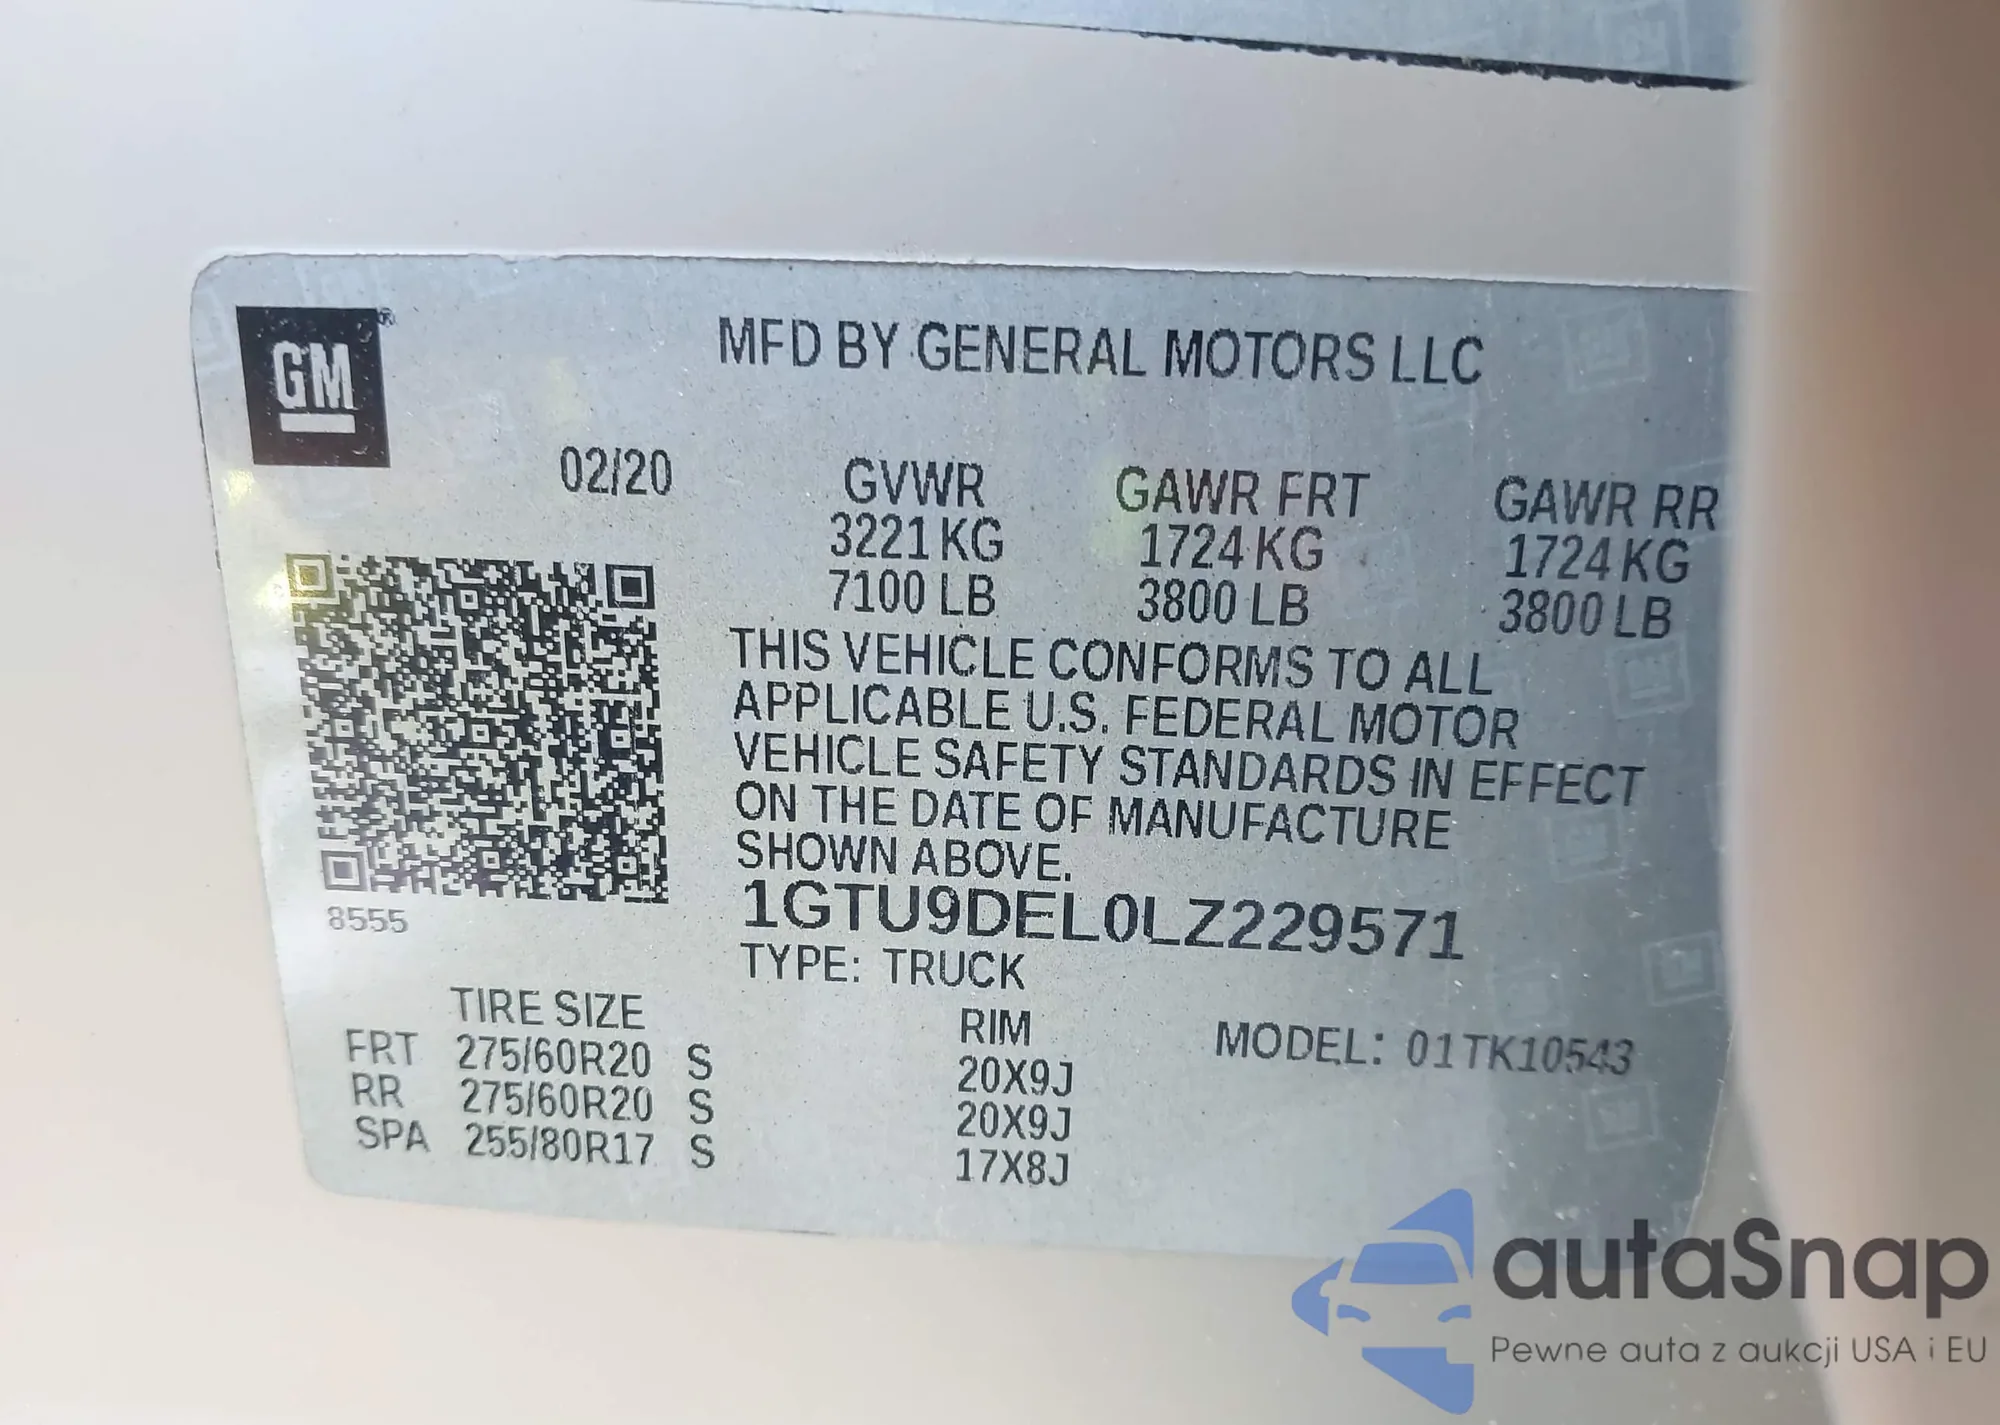 GM®
MFD BY GENERAL MOTORS LLC
02/20 GVWR GAWR FRT GAWR RR
3221 KG 1724 KG 1724 KG
7100 LB 3800 LB 3800 LB
THIS VEHICLE CONFORMS TO ALL
APPLICABLE U.S. FEDERAL MOTOR
VEHICLE SAFETY STANDARDS IN EFFECT
ON THE DATE OF MANUFACTURE
SHOWN ABOVE.
8555
1GTU9DEL0LZ229571
TYPE: TRUCK
TIRE SIZE RIM MODEL: 01TK10543
FRT 275/60R20 S 20X9J
RR 275/60R20 S 20X9J
SPA 255/80R17 S 17X8J
autaSnap
Pewne auta z aukcji USA i EU